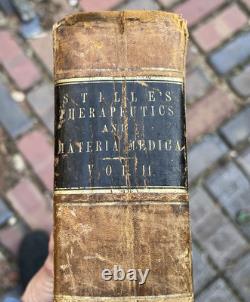 STILLE'S
THERAPEUTICS
AND
MATERIA MEDICA
VOL II
ebay